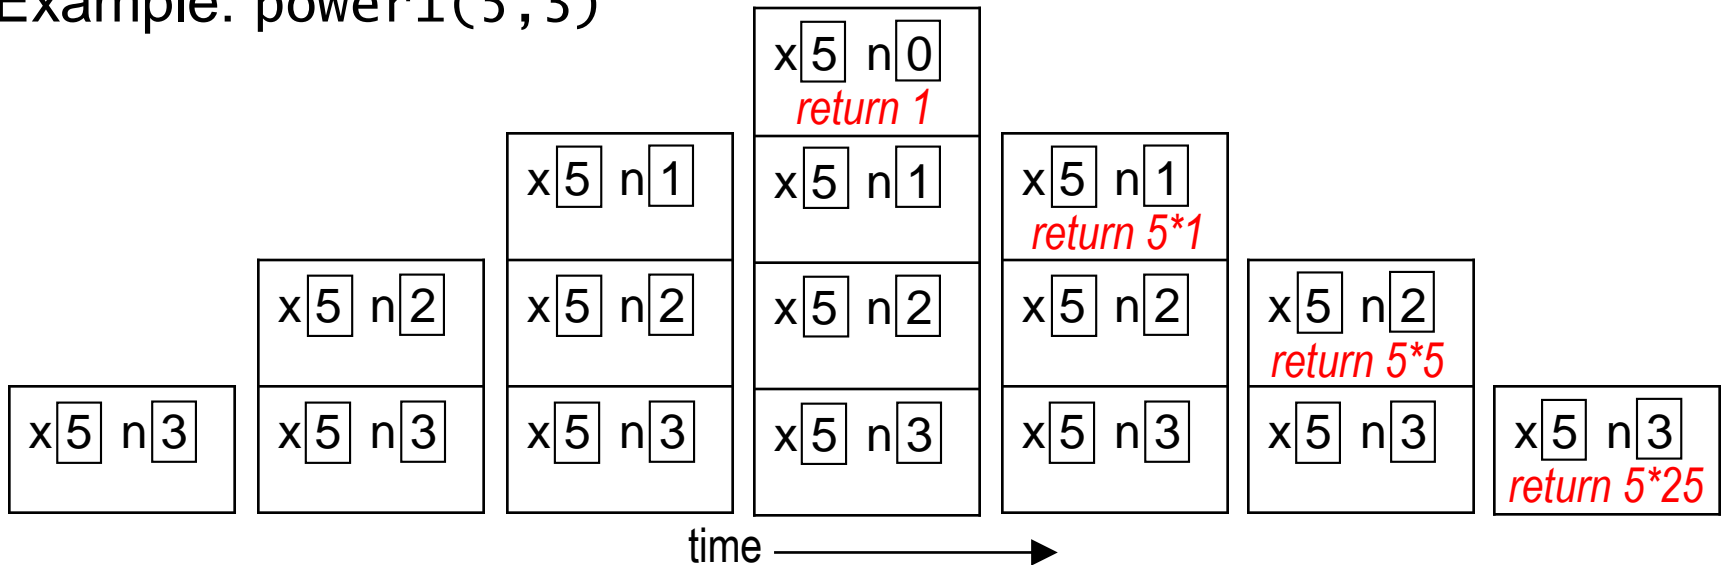 Example: power1(5,3)
x 5 n 0
return 1
x 5 n 1
x 5 n 1
x 5 n 1
return 5*1
x 5 n 2
x 5 n 2
x 5 n 2
x 5 n 2
x 5 n 2
return 5*5
x 5 n 3
x 5 n 3
x 5 n 3
x 5 n 3
x 5 n 3
x 5 n 3
x 5 n 3
return 5*25
time